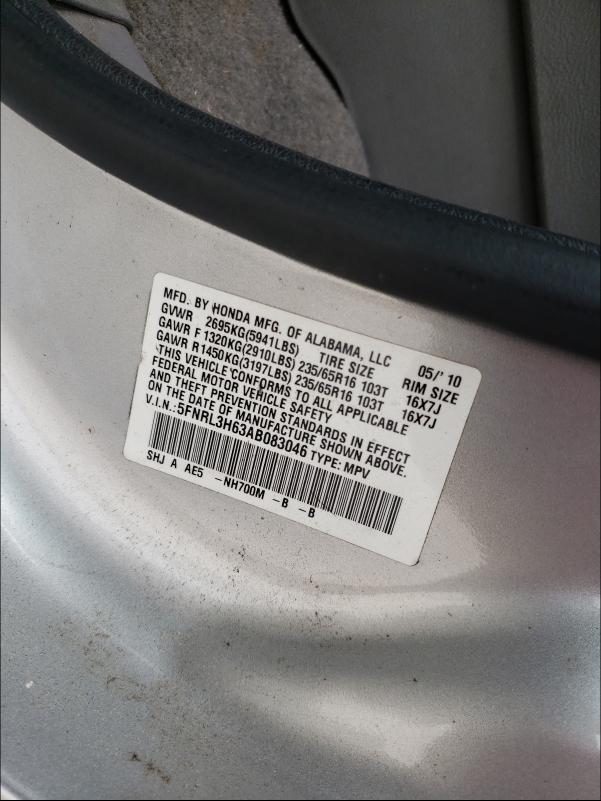 MFD. BY HONDA MFG. OF ALABAMA, LLC 05/' 10
GVWR 2695KG(5941LBS) TIRE SIZE RIM SIZE
GAWR F 1320KG(2910LBS) 235/65R16 103T 16X7J
GAWR R1450KG(3197LBS) 235/65R16 103T 16X7J
THIS VEHICLE CONFORMS TO ALL APPLICABLE
FEDERAL MOTOR VEHICLE SAFETY
AND THEFT PREVENTION STANDARDS IN EFFECT
ON THE DATE OF MANUFACTURE SHOWN ABOVE.
V.I.N.:5FNRL3H63AB083046 TYPE: MPV
SHJ A AE5 -NH700M -B -B